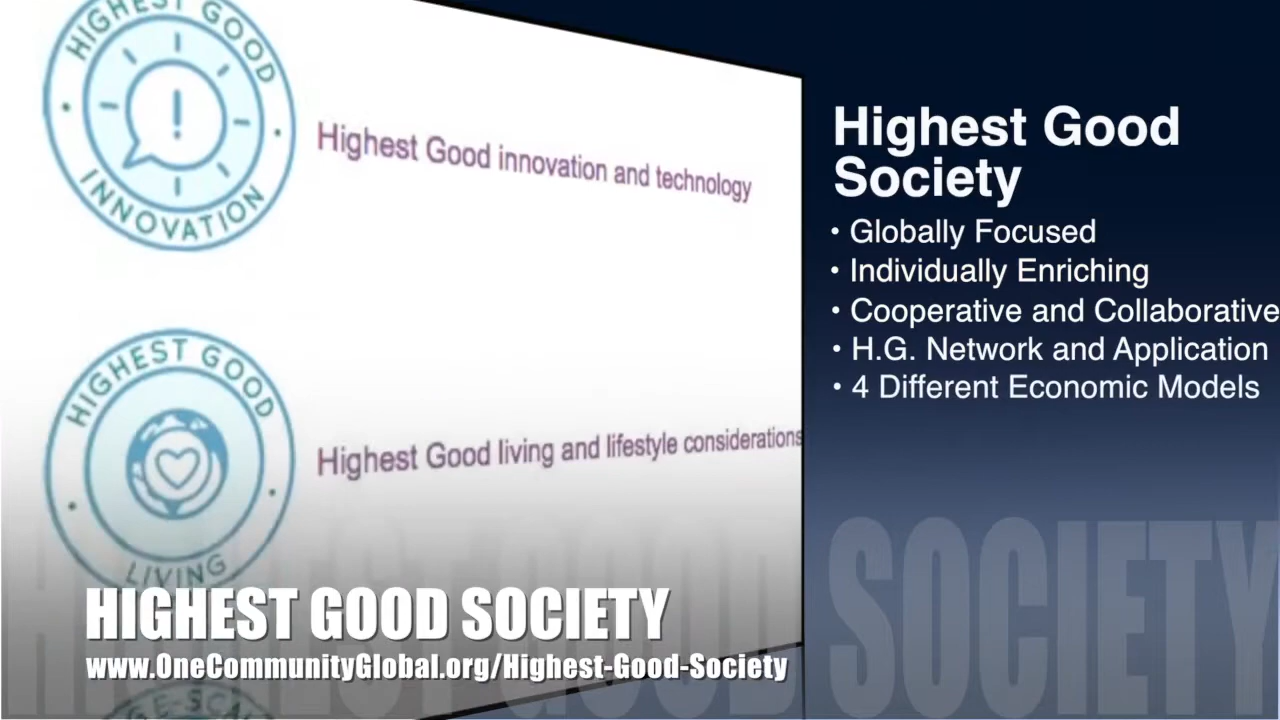 HIGHEST GOOD
INNOVATION
Highest Good innovation and technology
HIGHEST GOOD
LIVING
Highest Good living and lifestyle considerations
Highest Good
Society
• Globally Focused
• Individually Enriching
• Cooperative and Collaborative
• H.G. Network and Application
• 4 Different Economic Models
HIGHEST GOOD SOCIETY
HIGHEST GOOD SOCIETY
www.OneCommunityGlobal.org/Highest-Good-Society